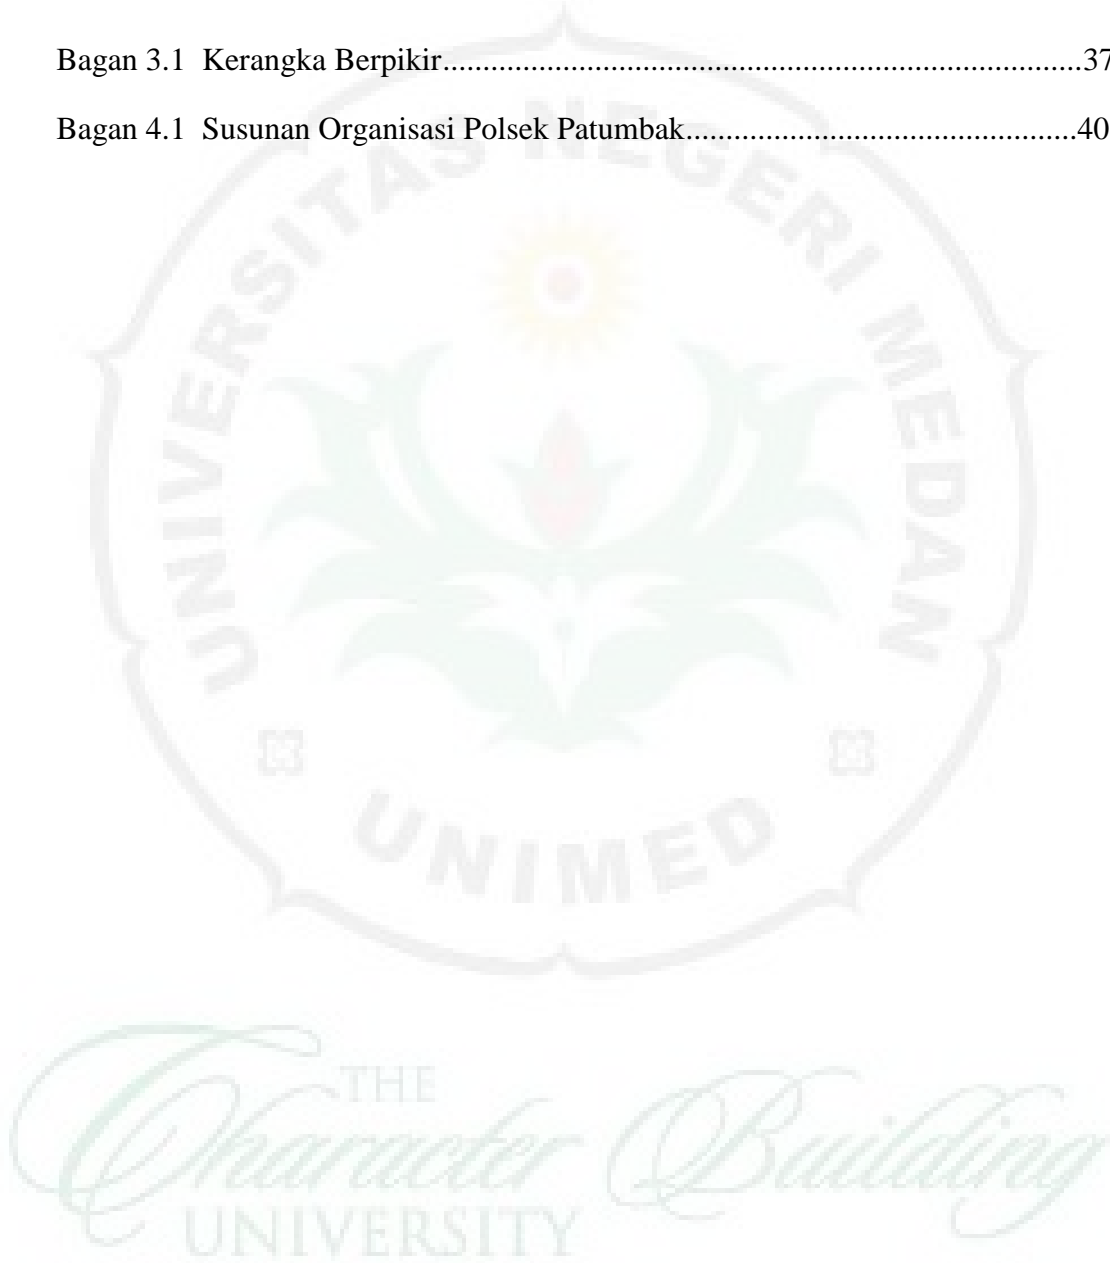 Bagan 3.1 Kerangka Berpikir................................................................................37
Bagan 4.1 Susunan Organisasi Polsek Patumbak.................................................40
UNIVERSITAS NEGERI MEDAN
UNIMED
THE
Character Building
UNIVERSITY